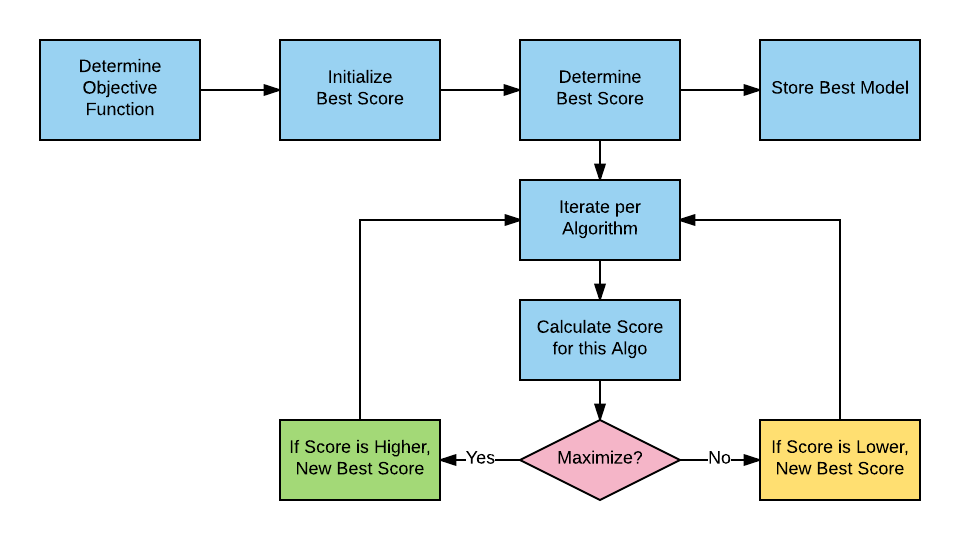 Determine
Objective
Function
Initialize
Best Score
Determine
Best Score
Store Best Model
Iterate per
Algorithm
Calculate Score
for this Algo
If Score is Higher,
New Best Score
Yes
Maximize?
No
If Score is Lower,
New Best Score